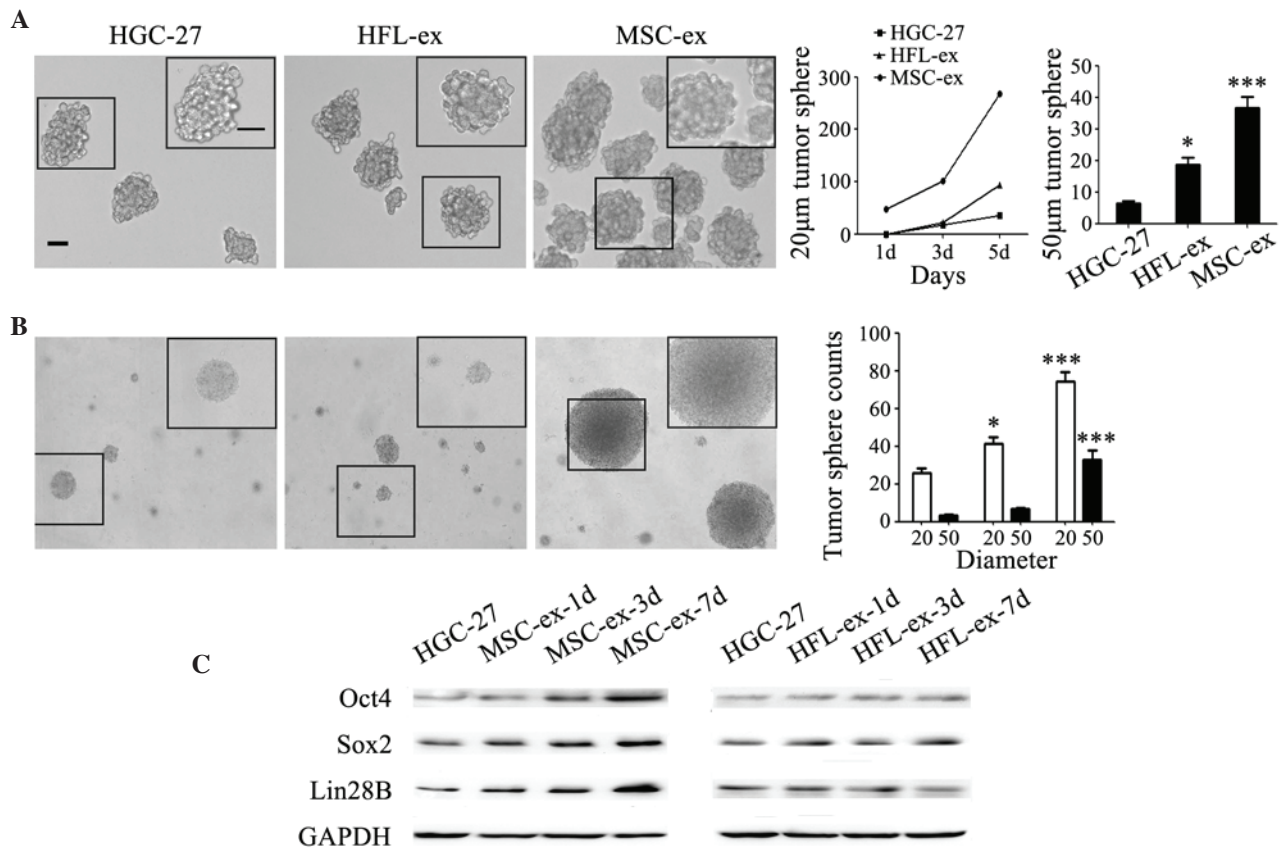 A
HGC-27
HFL-ex
MSC-ex
20μm tumor sphere
300
200
100
0
1d
3d
5d
Days
HGC-27
HFL-ex
MSC-ex
50μm tumor sphere
50
40
30
20
10
0
*
***
HGC-27
HFL-ex
MSC-ex
B
Tumor sphere counts
100
80
60
40
20
0
*
***
***
20 50 20 50 20 50
Diameter
C
HGC-27
MSC-ex-1d
MSC-ex-3d
MSC-ex-7d
HGC-27
HFL-ex-1d
HFL-ex-3d
HFL-ex-7d
Oct4
Sox2
Lin28B
GAPDH